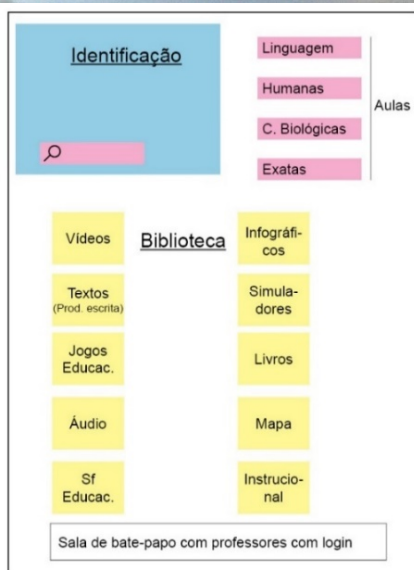 Identificação
Linguagem
Humanas
C. Biológicas
Exatas
Aulas
Biblioteca
Vídeos
Textos
(Prod. escrita)
Jogos
Educac.
Áudio
Sf
Educac.
Infográfi-
cos
Simula-
dores
Livros
Mapa
Instrucio-
nal
Sala de bate-papo com professores com login